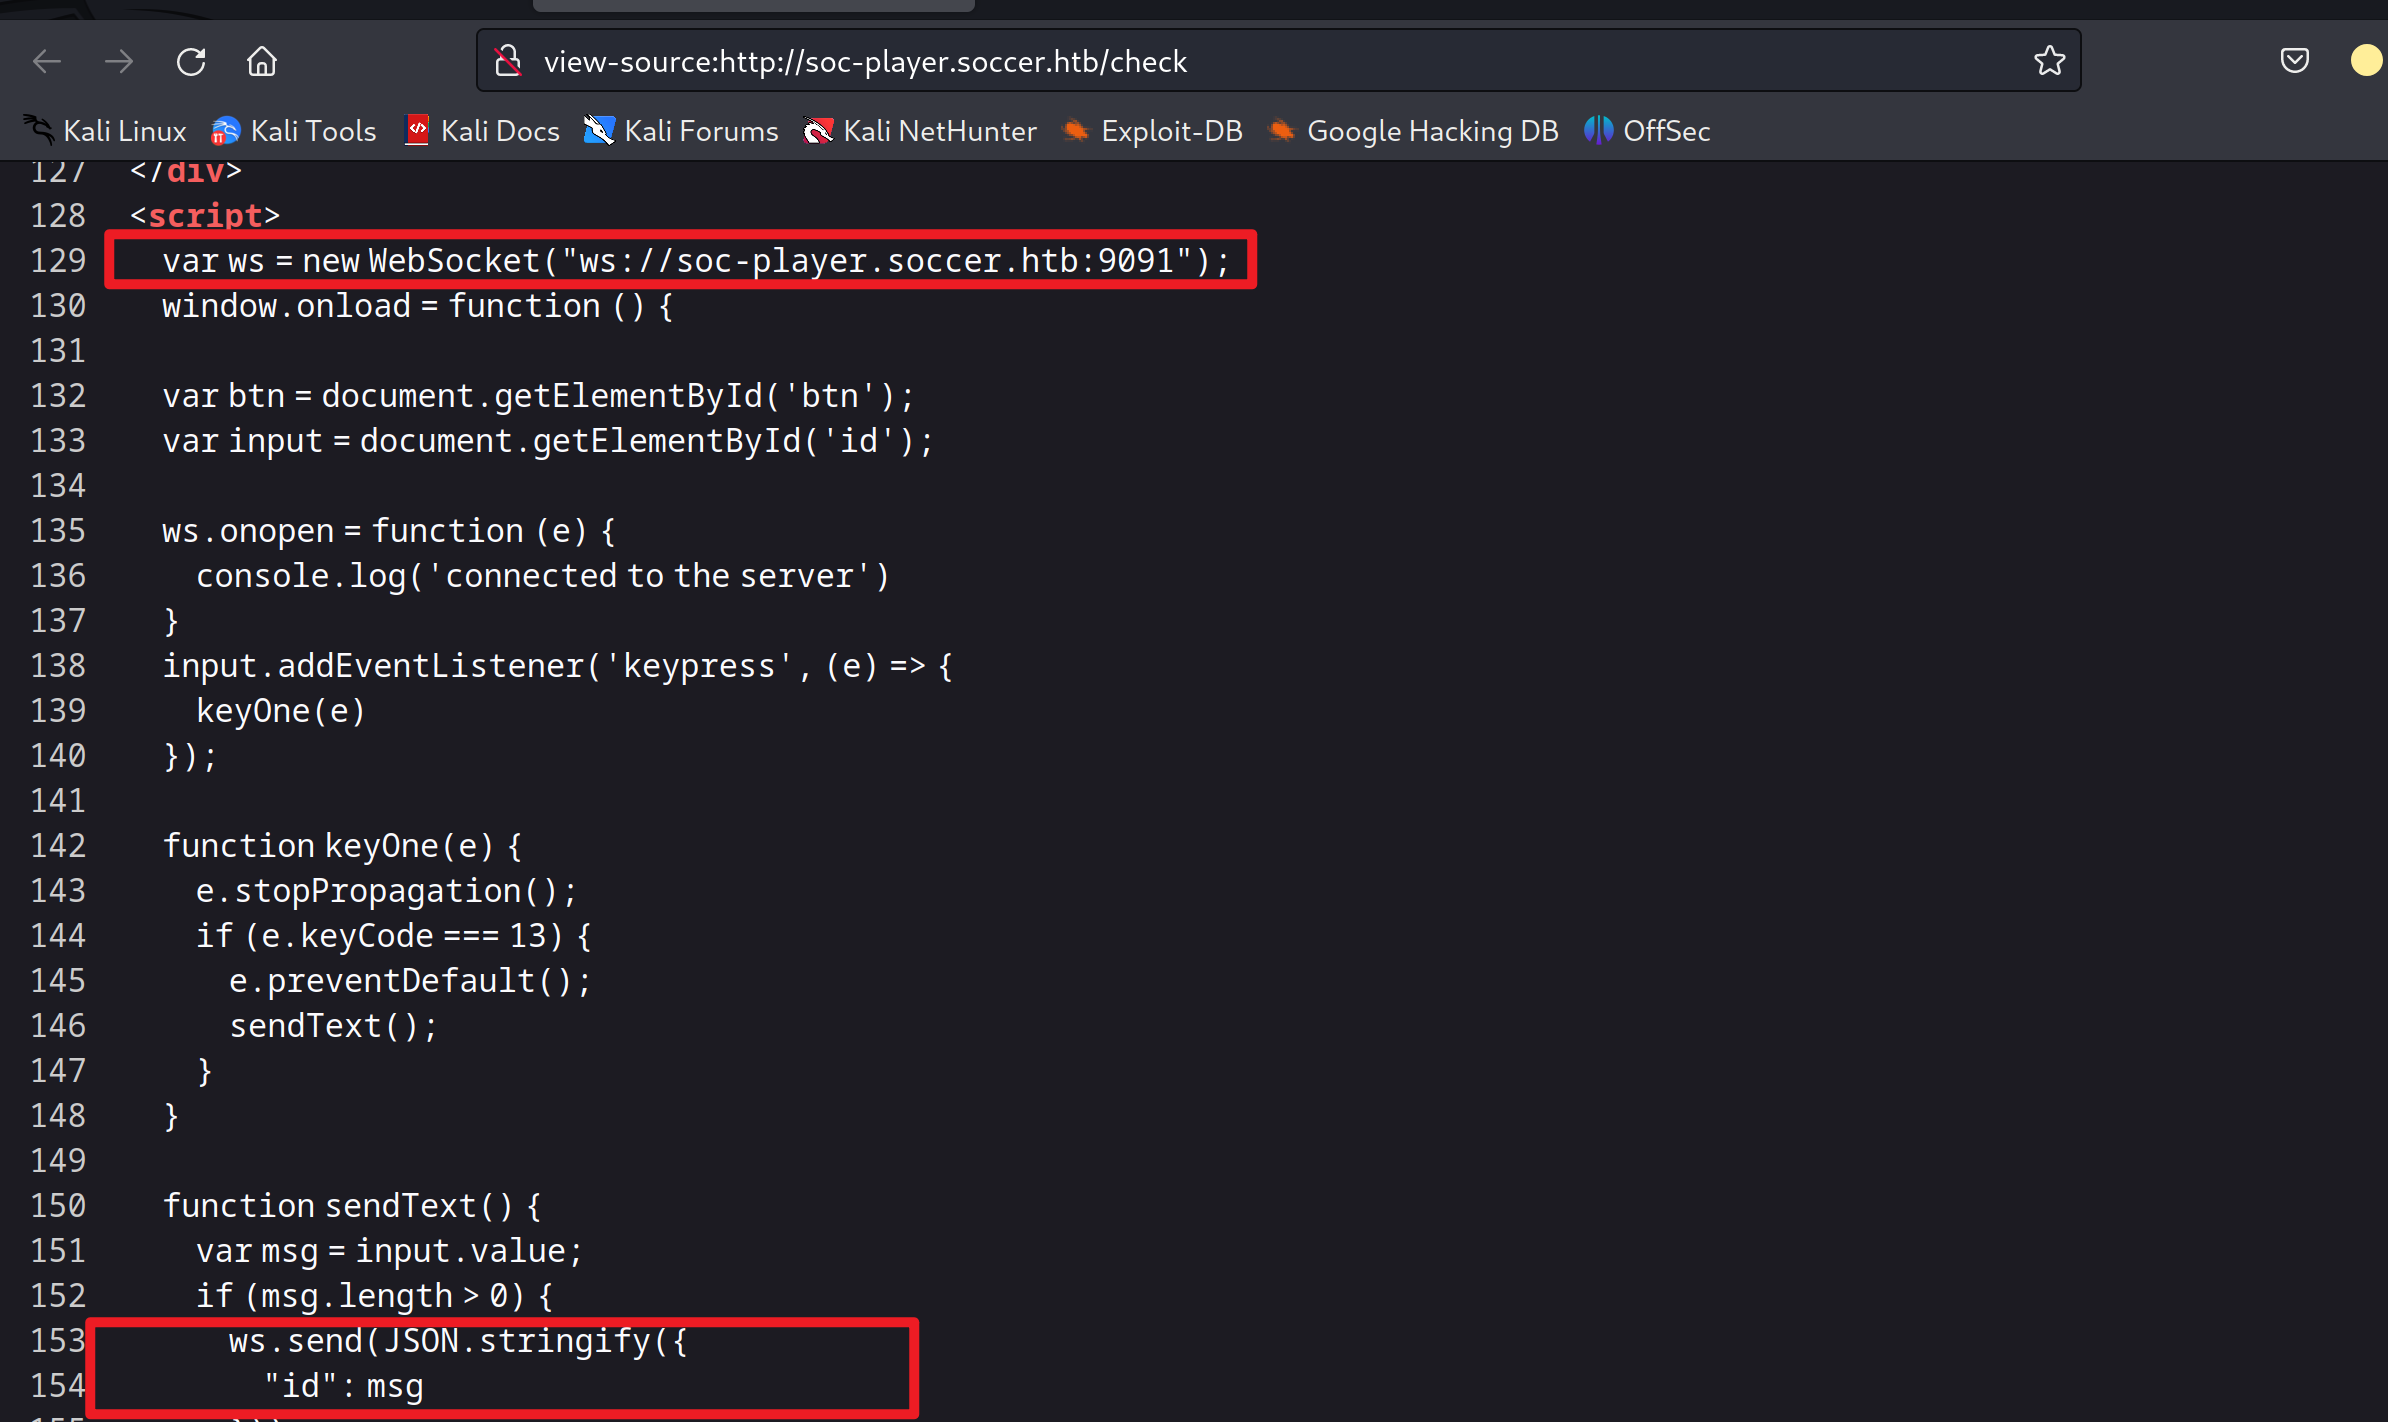 view-source:http://soc-player.soccer.htb/check
Kali Linux Kali Tools Kali Docs Kali Forums Kali NetHunter Exploit-DB Google Hacking DB OffSec
127 </div>
128 <script>
129 var ws = new WebSocket("ws://soc-player.soccer.htb:9091");
130 window.onload = function () {
131
132 var btn = document.getElementById('btn');
133 var input = document.getElementById('id');
134
135 ws.onopen = function (e) {
136 console.log('connected to the server')
137 }
138 input.addEventListener('keypress', (e) => {
139 keyOne(e)
140 });
141
142 function keyOne(e) {
143 e.stopPropagation();
144 if (e.keyCode === 13) {
145 e.preventDefault();
146 sendText();
147 }
148 }
149
150 function sendText() {
151 var msg = input.value;
152 if (msg.length > 0) {
153 ws.send(JSON.stringify({
154 "id": msg